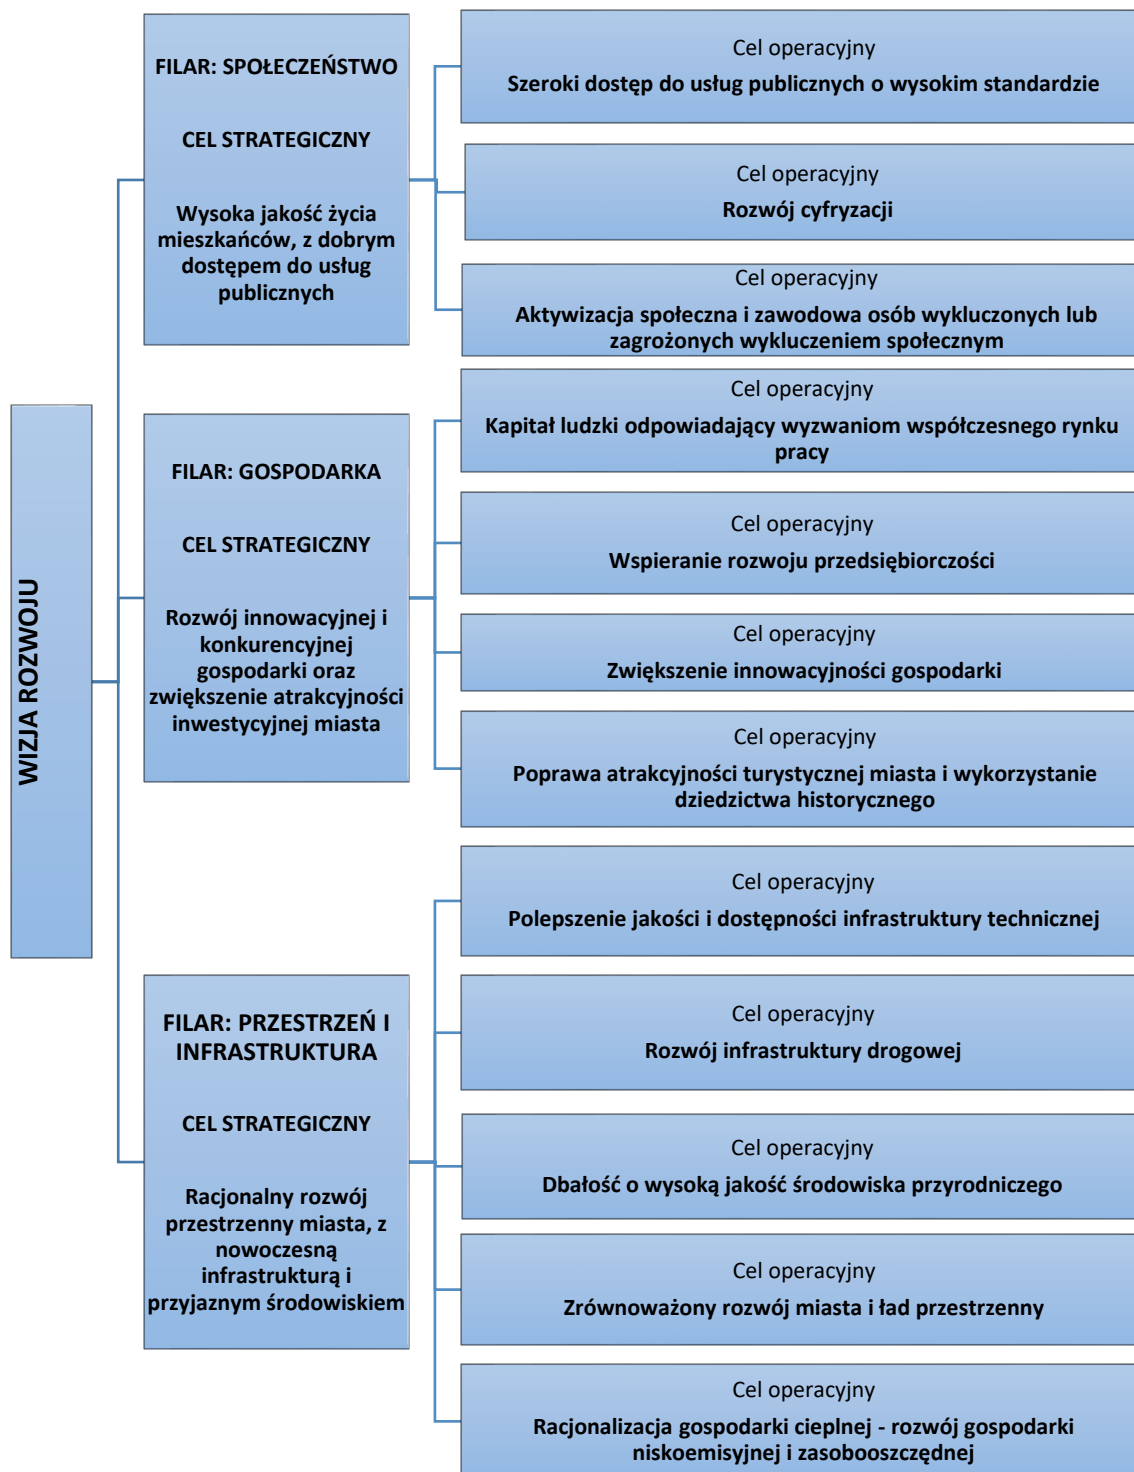 WIZJA ROZWOJU
FILAR: SPOŁECZEŃSTWO
CEL STRATEGICZNY
Wysoka jakość życia
mieszkańców, z dobrym
dostępem do usług
publicznych
Cel operacyjny
Szeroki dostęp do usług publicznych o wysokim standardzie
Cel operacyjny
Rozwój cyfryzacji
Cel operacyjny
Aktywizacja społeczna i zawodowa osób wykluczonych lub
zagrożonych wykluczeniem społecznym
FILAR: GOSPODARKA
CEL STRATEGICZNY
Rozwój innowacyjnej i
konkurencyjnej
gospodarki oraz
zwiększenie atrakcyjności
inwestycyjnej miasta
Cel operacyjny
Kapitał ludzki odpowiadający wyzwaniom współczesnego rynku
pracy
Cel operacyjny
Wspieranie rozwoju przedsiębiorczości
Cel operacyjny
Zwiększenie innowacyjności gospodarki
Cel operacyjny
Poprawa atrakcyjności turystycznej miasta i wykorzystanie
dziedzictwa historycznego
FILAR: PRZESTRZEŃ I
INFRASTRUKTURA
CEL STRATEGICZNY
Racjonalny rozwój
przestrzenny miasta, z
nowoczesną
infrastrukturą i
przyjaznym środowiskiem
Cel operacyjny
Polepszenie jakości i dostępności infrastruktury technicznej
Cel operacyjny
Rozwój infrastruktury drogowej
Cel operacyjny
Dbałość o wysoką jakość środowiska przyrodniczego
Cel operacyjny
Zrównoważony rozwój miasta i ład przestrzenny
Cel operacyjny
Racjonalizacja gospodarki cieplnej - rozwój gospodarki
niskoemisyjnej i zasobooszczędnej